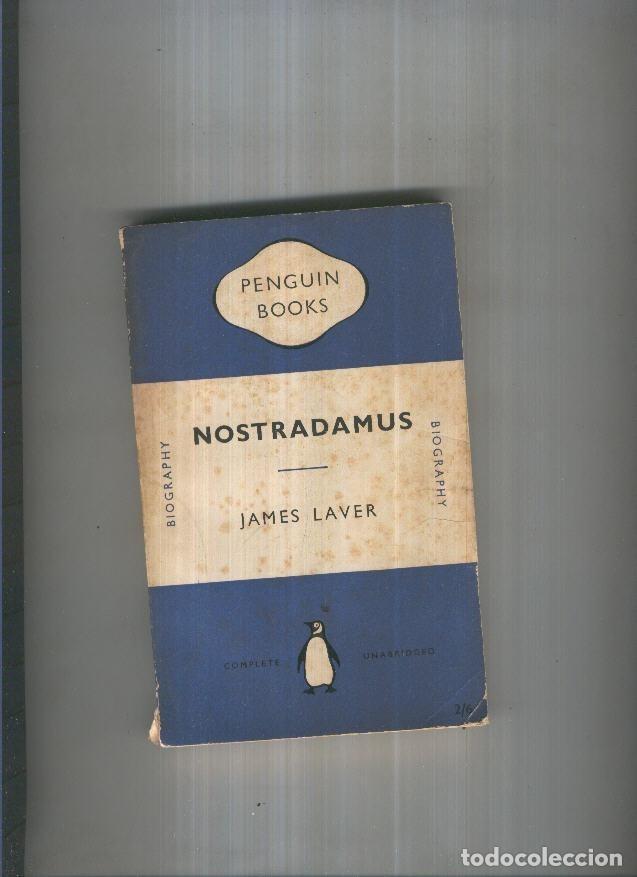 PENGUIN
BOOKS
NOSTRADAMUS
BIOGRAPHY
BIOGRAPHY
JAMES LAVER
COMPLETE UNABRIDGED
2/6
todocoleccion